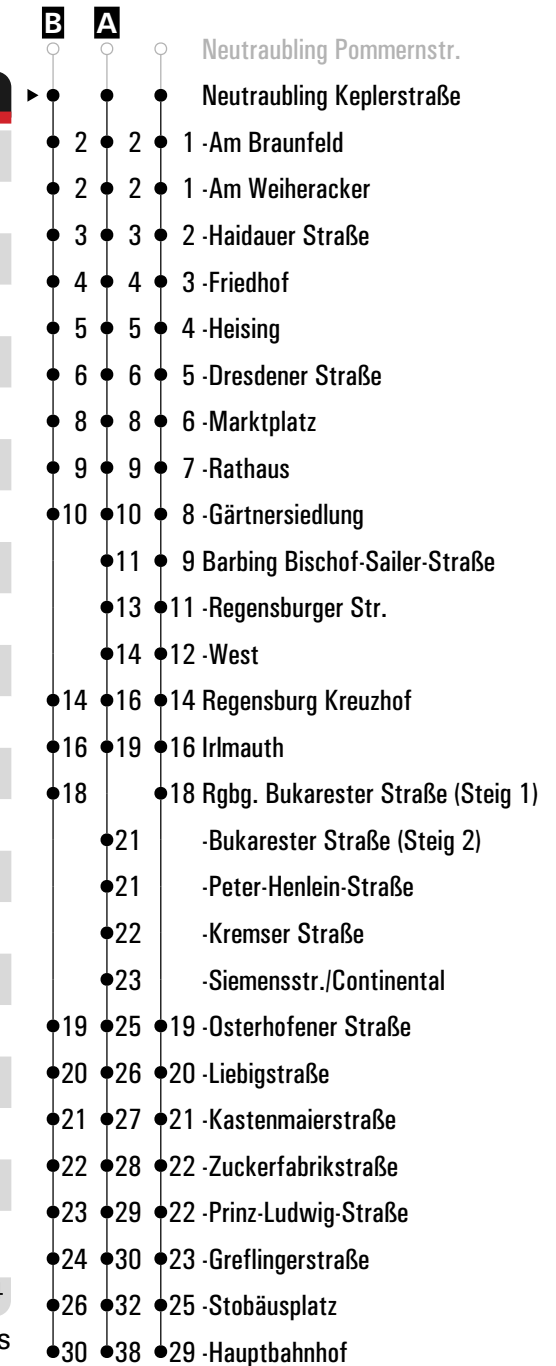 B A
Neutraubling Pommernstr.
Neutraubling Keplerstraße
2 2 1 -Am Braunfeld
2 2 1 -Am Weiheracker
3 3 2 -Haidauer Straße
4 4 3 -Friedhof
5 5 4 -Heising
6 6 5 -Dresdener Straße
8 8 6 -Marktplatz
9 9 7 -Rathaus
10 10 8 -Gärtnersiedlung
11 9 Barbing Bischof-Sailer-Straße
13 11 -Regensburger Str.
14 12 -West
14 16 14 Regensburg Kreuzhof
16 19 16 Irlmauth
18 18 Rgbg. Bukarester Straße (Steig 1)
21 -Bukarester Straße (Steig 2)
21 -Peter-Henlein-Straße
22 -Kremser Straße
23 -Siemensstr./Continental
19 25 19 -Osterhofener Straße
20 26 20 -Liebigstraße
21 27 21 -Kastenmaierstraße
22 28 22 -Zuckerfabrikstraße
23 29 22 -Prinz-Ludwig-Straße
24 30 23 -Greflingerstraße
26 32 25 -Stobäusplatz
s
30 38 29 -Hauptbahnhof